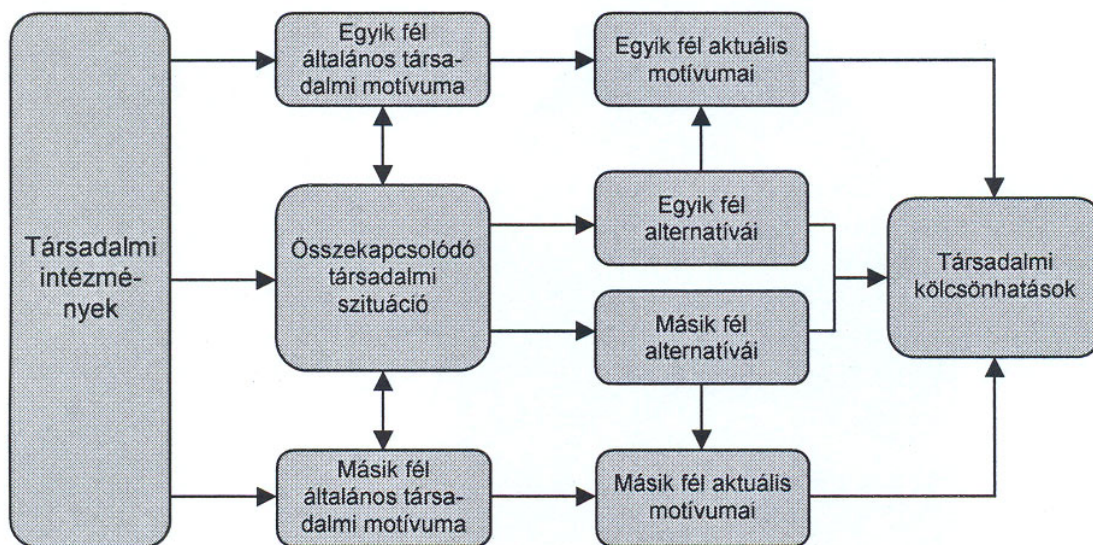 Társadalmi
intézmé-
nyek
Egyik fél
általános társa-
dalmi motívuma
Egyik fél aktuális
motívumai
Összekapcsolódó
társadalmi
szituáció
Egyik fél
alternatívái
Másik fél
alternatívái
Társadalmi
kölcsönhatások
Másik fél
általános társa-
dalmi motívuma
Másik fél aktuális
motívumai